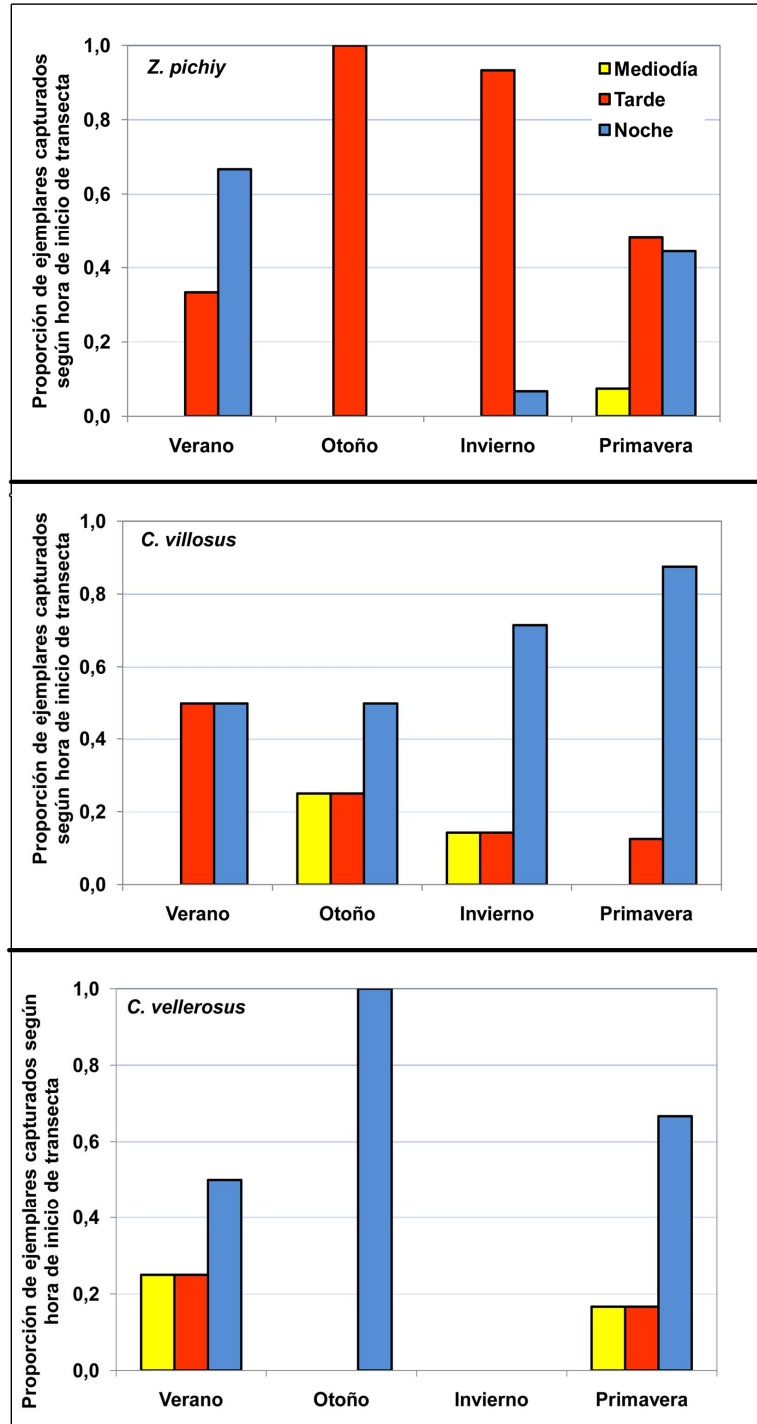 Proporción de ejemplares capturados
según hora de inicio de transecta
1,0
0,8
0,6
0,4
0,2
0,0
Z. pichiy
Mediodía
Tarde
Noche
Verano Otoño Invierno Primavera
Proporción de ejemplares capturados
según hora de inicio de transecta
1,0
0,8
0,6
0,4
0,2
0,0
C. villosus
Verano Otoño Invierno Primavera
Proporción de ejemplares capturados según
hora de inicio de transecta
1,0
0,8
0,6
0,4
0,2
0,0
C. vellerosus
Verano Otoño Invierno Primavera